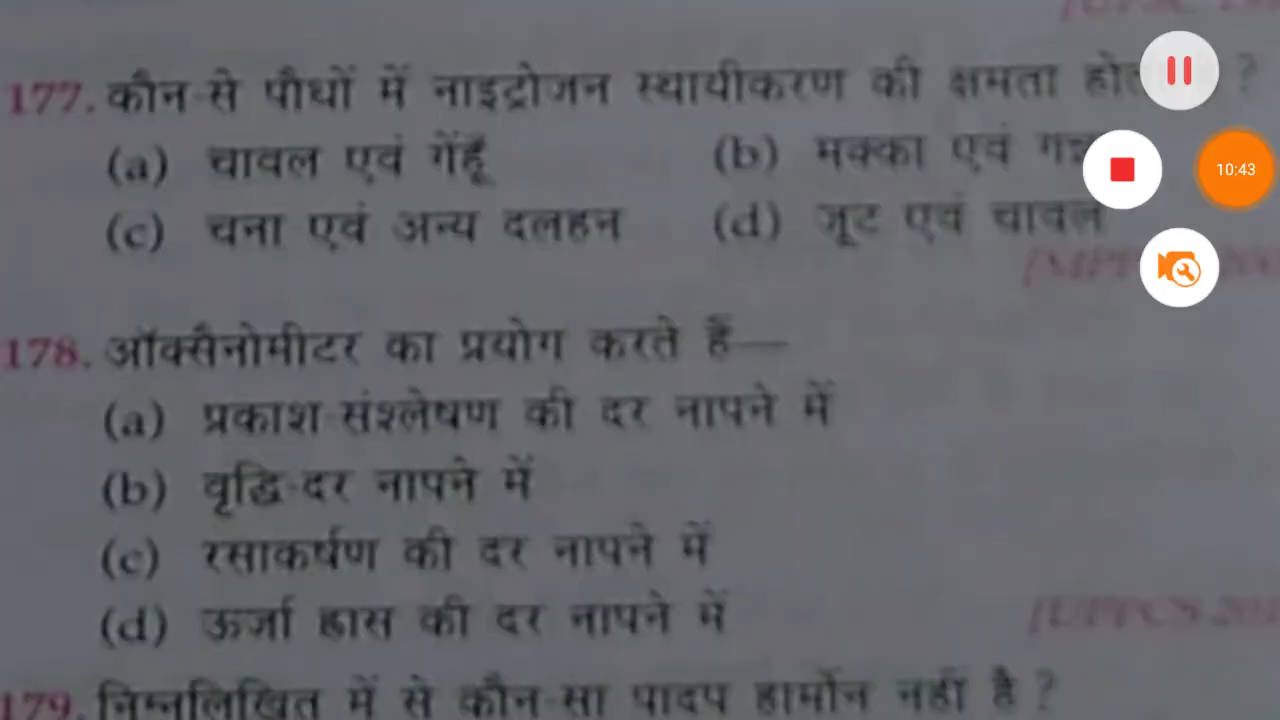 177. कौन-से पौधों में नाइट्रोजन स्थायीकरण की क्षमता ?
(a) चावल एवं गेंहूँ (b) मक्का एवं
10:43
(c) चना एवं अन्य दलहन (d) जूट एवं चावल
178. ऑक्सैनोमीटर का प्रयोग करते हैं—
(a) प्रकाश-संश्लेषण की दर नापने में
(b) वृद्धि-दर नापने में
(c) रसाकर्षण की दर नापने में
(d) ऊर्जा ह्रास की दर नापने में
[UPPCS
179. निम्नलिखित में से कौन-सा पादप हार्मोन नहीं है ?